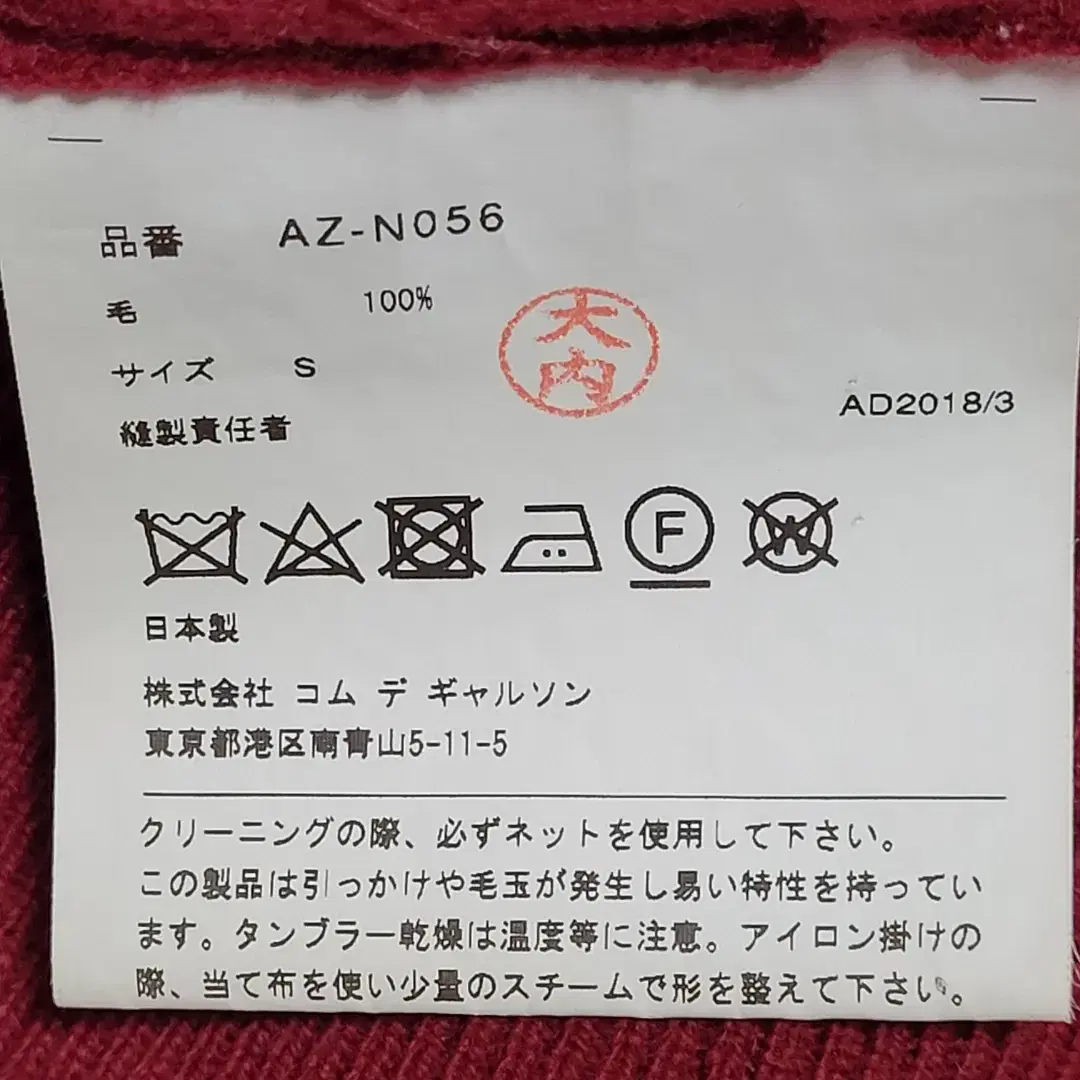 品番 AZ-N056
毛 100%
大内
サイズ S
AD2018/3
縫製責任者
F
W
日本製
株式会社 コム デ ギャルソン
東京都港区南青山5-11-5
クリーニングの際、必ずネットを使用して下さい。
この製品は引っかけや毛玉が発生し易い特性を持ってい
ます。タンブラー乾燥は温度等に注意。アイロン掛けの
際、当て布を使い少量のスチームで形を整えて下さい。